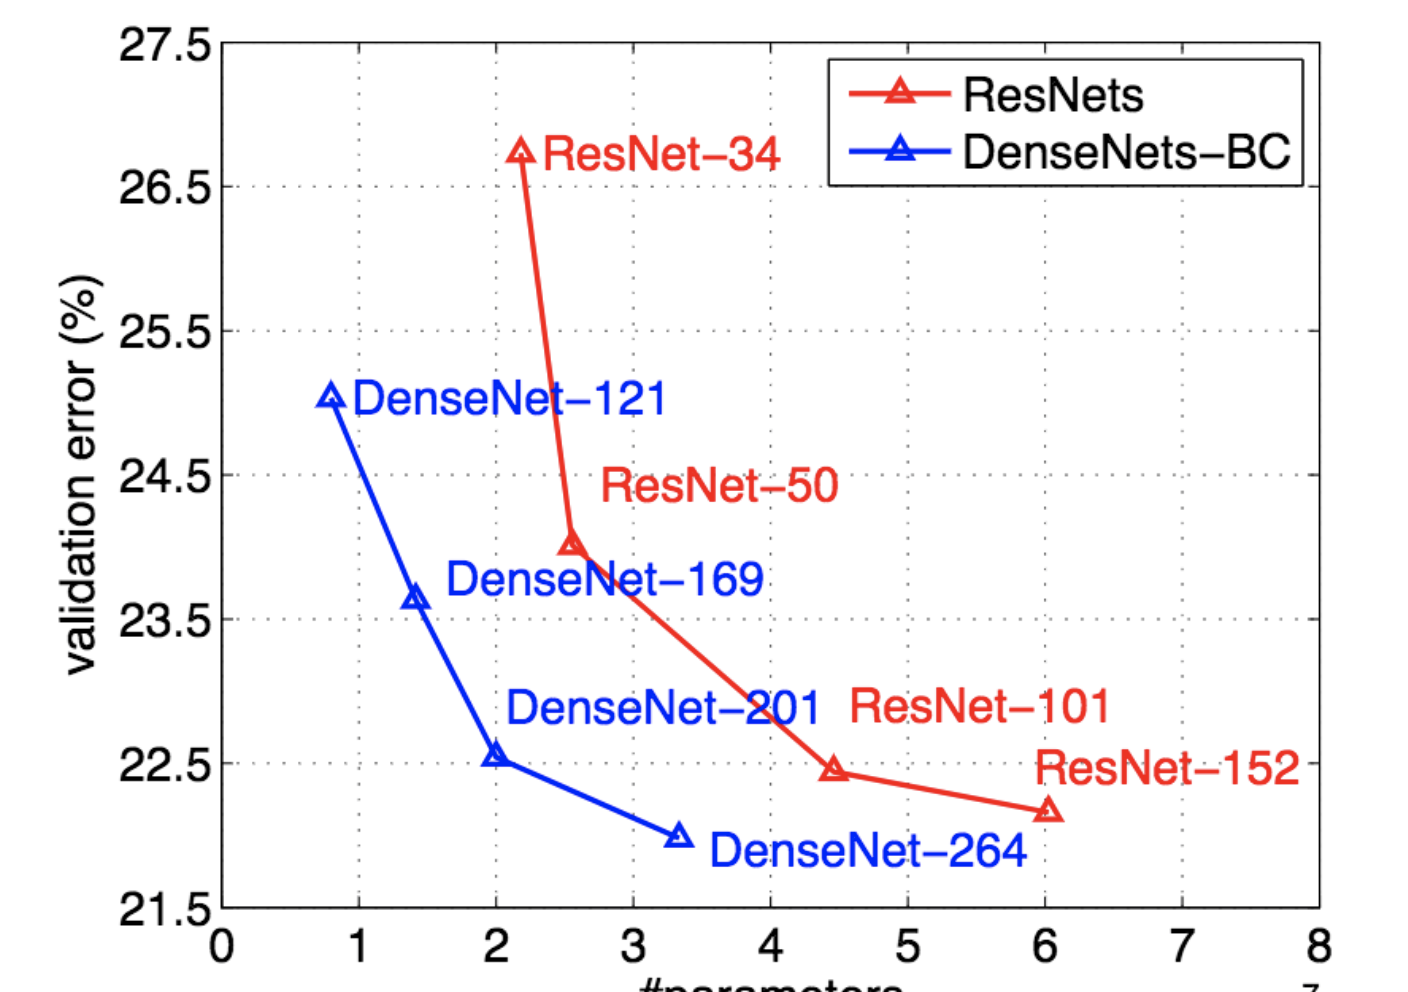 27.5
ResNets
DenseNets-BC
ResNet-34
26.5
validation error (%)
25.5
DenseNet-121
24.5
ResNet-50
DenseNet-169
23.5
DenseNet-201
ResNet-101
22.5
ResNet-152
DenseNet-264
21.5
0 1 2 3 4 5 6 7 8
#parameters
7